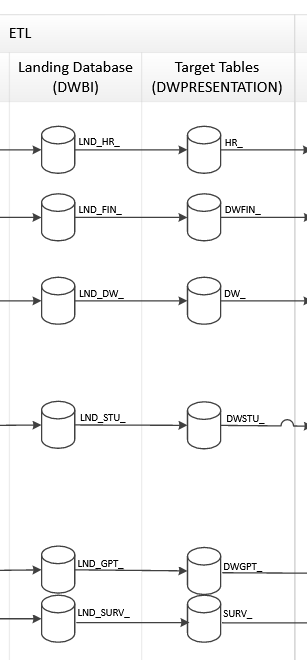 ETL
Landing Database
(DWBI)
Target Tables
(DWPRESENTATION)
LND_HR_
HR_
LND_FIN_
DWFIN_
LND_DW_
DW_
LND_STU_
DWSTU_
LND_GPT_
DWGPT_
LND_SURV_
SURV_